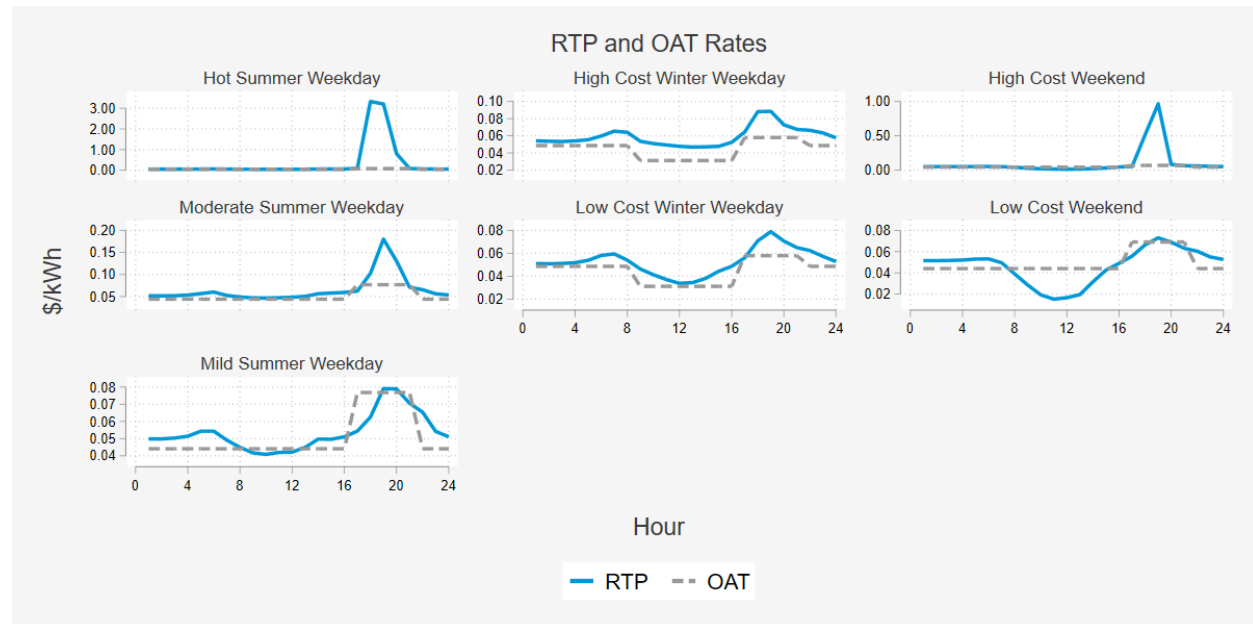 RTP and OAT Rates
Hot Summer Weekday
3.00
2.00
1.00
0.00
High Cost Winter Weekday
0.10
0.08
0.06
0.04
0.02
High Cost Weekend
1.00
0.50
0.00
Moderate Summer Weekday
0.20
0.15
0.10
0.05
Low Cost Winter Weekday
0.08
0.06
0.04
0.02
0 4 8 12 16 20 24
Low Cost Weekend
0.08
0.06
0.04
0.02
0 4 8 12 16 20 24
Mild Summer Weekday
0.08
0.07
0.06
0.05
0.04
0 4 8 12 16 20 24
$/kWh
Hour
RTP OAT